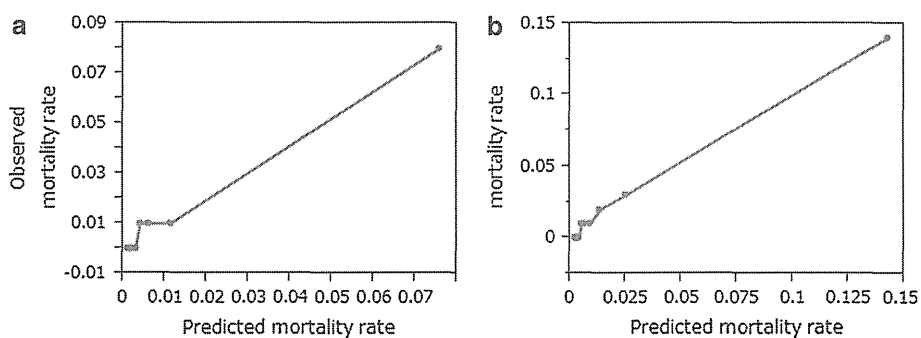 a
0.09
0.07
0.05
0.03
0.01
-0.01
Observed
mortality rate
0 0.01 0.02 0.03 0.04 0.05 0.06 0.07
Predicted mortality rate
b
0.15
0.1
0.05
0
mortality rate
0 0.025 0.05 0.075 0.1 0.125 0.15
Predicted mortality rate